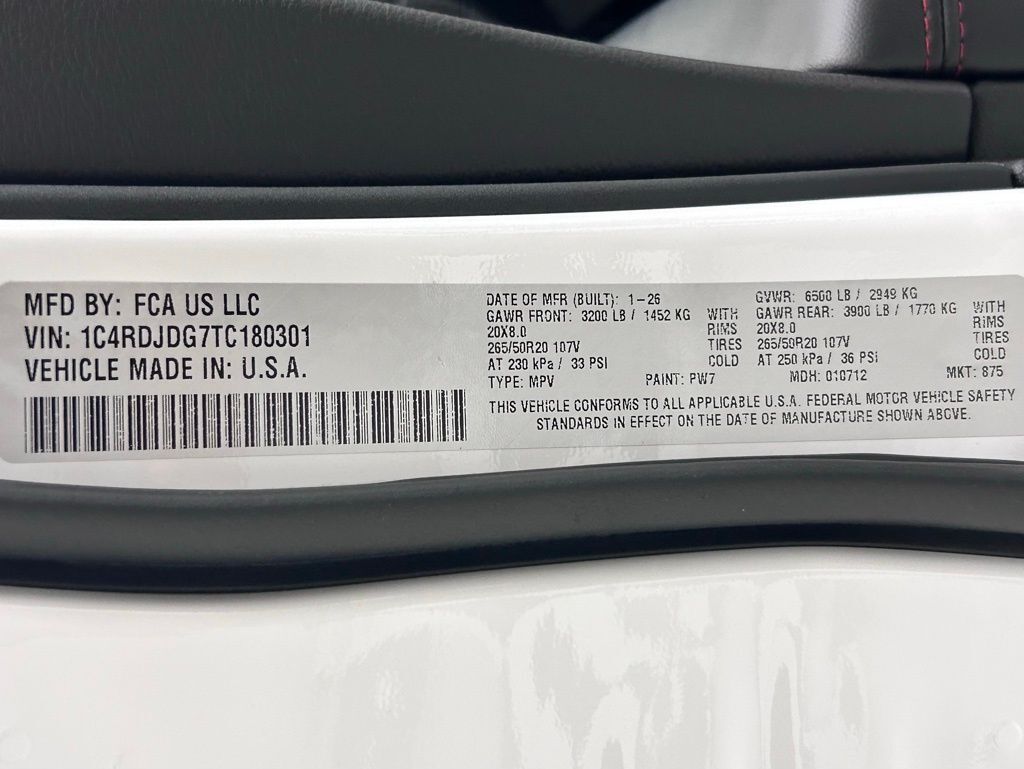 MFD BY: FCA US LLC
VIN: 1C4RDJDG7TC180301
VEHICLE MADE IN: U.S.A.
DATE OF MFR (BUILT): 1-26
GAWR FRONT: 3200 LB / 1452 KG WITH
20X8.0 RIMS
265/50R20 107V TIRES
AT 230 kPa / 33 PSI COLD
TYPE: MPV PAINT: PW7
GVWR: 6500 LB / 2949 KG
GAWR REAR: 3900 LB / 1770 KG WITH
20X8.0 RIMS
265/50R20 107V TIRES
AT 250 kPa / 36 PSI COLD
MDH: 010712 MKT: 875
THIS VEHICLE CONFORMS TO ALL APPLICABLE U.S.A. FEDERAL MOTOR VEHICLE SAFETY
STANDARDS IN EFFECT ON THE DATE OF MANUFACTURE SHOWN ABOVE.